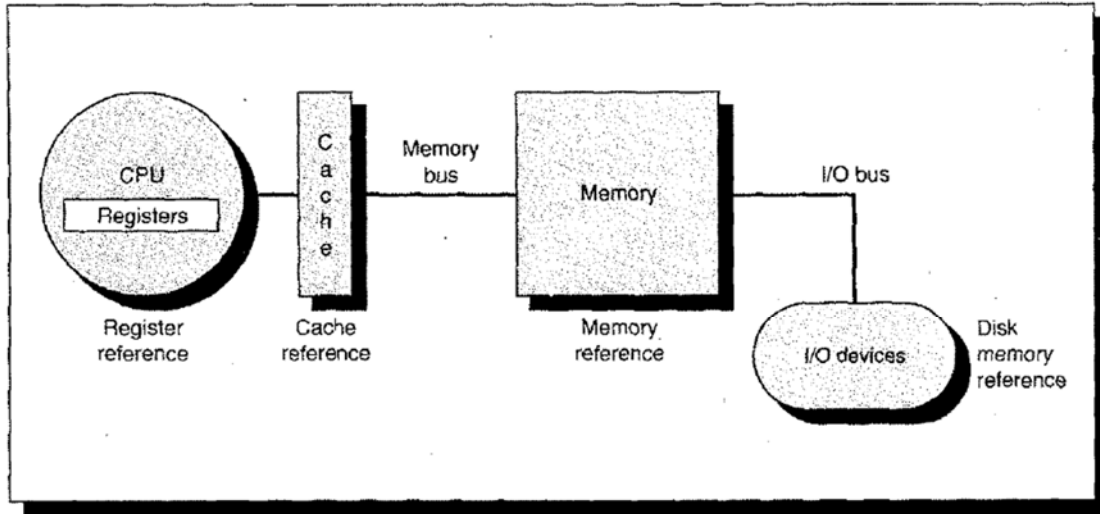 CPU
Registers
Register
reference
C
a
c
h
e
Cache
reference
Memory
bus
Memory
Memory
reference
I/O bus
I/O devices
Disk
memory
reference